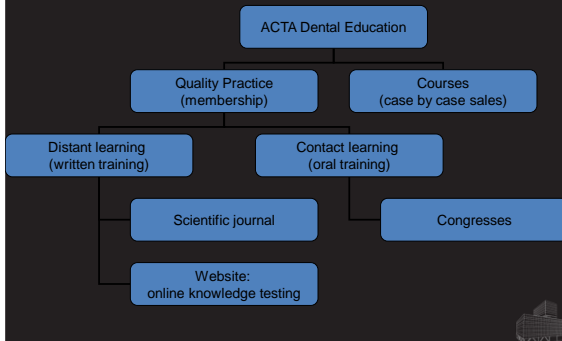 ACTA Dental Education
Quality Practice
(membership)
Courses
(case by case sales)
Distant learning
(written training)
Contact learning
(oral training)
Scientific journal
Congresses
Website:
online knowledge testing